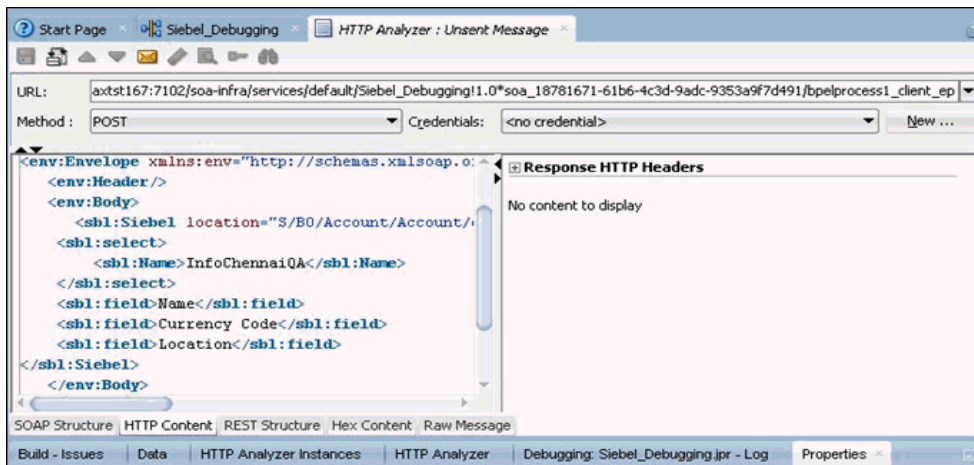 Start Page Siebel_Debugging HTTP Analyzer : Unsent Message
URL: axtst167:7102/soa-infra/services/default/Siebel_Debugging!1.0*soa_18781671-61b6-4c3d-9adc-9353a9f7d491/bpelprocess1_client_ep
Method : POST Credentials: <no credential> New ...
<env:Envelope xmlns:env="http://schemas.xmlsoap.o
<env:Header/>
<env:Body>
<sbl:Siebel location="S/BO/Account/Account/
<sbl:select>
<sbl:Name>InfoChennaiQA</sbl:Name>
</sbl:select>
<sbl:field>Name</sbl:field>
<sbl:field>Currency Code</sbl:field>
<sbl:field>Location</sbl:field>
</sbl:Siebel>
</env:Body>
Response HTTP Headers
No content to display
SOAP Structure HTTP Content REST Structure Hex Content Raw Message
Build - Issues Data HTTP Analyzer Instances HTTP Analyzer Debugging: Siebel_Debugging.jpr - Log Properties